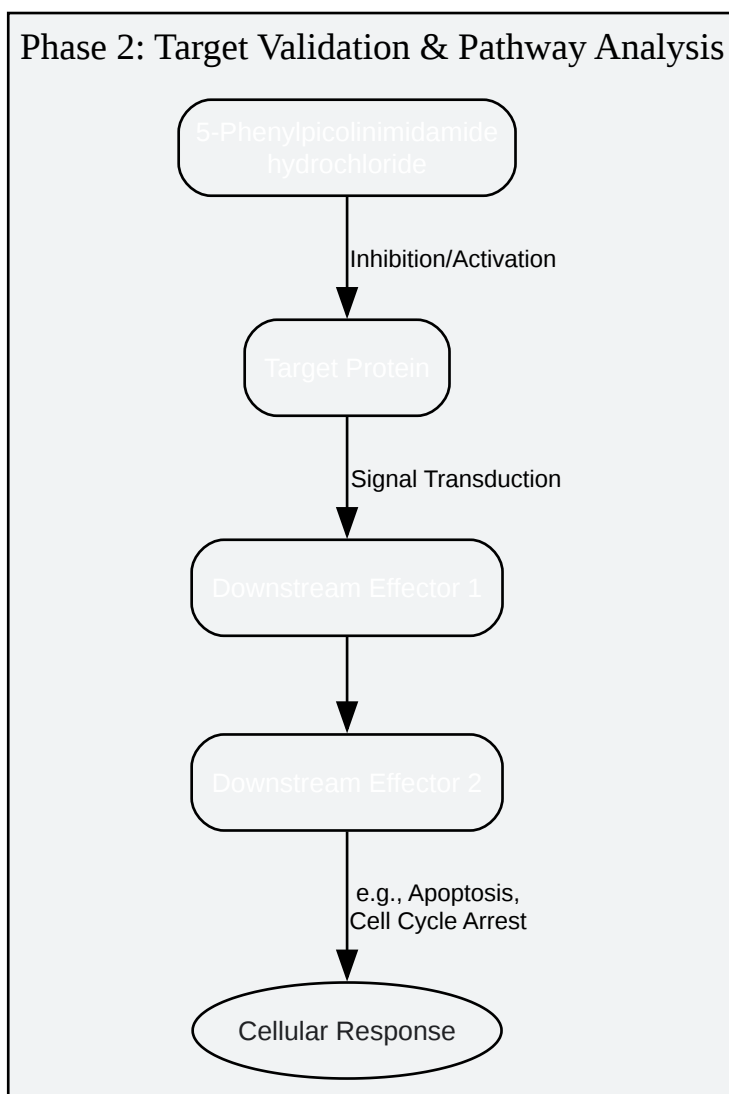 Phase 2: Target Validation & Pathway Analysis
5-Phenylpicolinimidamide
hydrochloride
Inhibition/Activation
Target Protein
Signal Transduction
Downstream Effector 1
Downstream Effector 2
e.g., Apoptosis,
Cell Cycle Arrest
Cellular Response